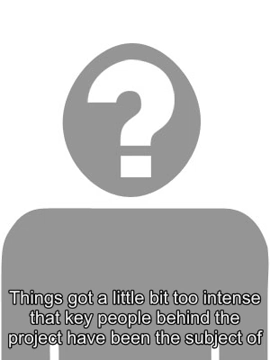 ?
Things got a little bit too intense
that key people behind the
project have been the subject of